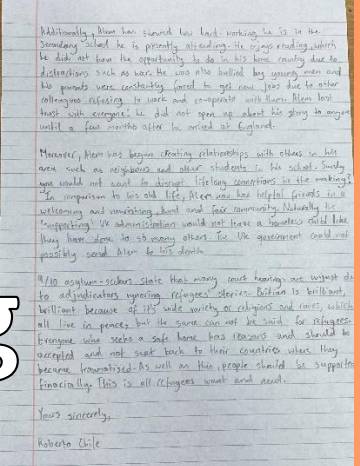 Additionally, Alem has showed how hard-working he is in the
Secondary school he is presently attending. He enjoys reading, which
he did not have the opportunity to do in his home country due to
distractions such as war. He was also bullied by young men and
his parents were constantly forced to get new jobs due to other
colleagues refusing to work and co-operate with them. Alem lost
trust with everyone; he did not open up about his story to anyone
until a few months after he arrived at England.
Moreover, Alem has begun creating relationships with others in his
area such as neighbours and other students in his school. Surely
you would not want to disrupt lifelong connections in the making?
In comparison to his old life, Alem now has helpful friends in a
welcoming and nourishing, kind and fair community. Naturally the
'supporting' UK administration would not leave a homeless child like
they have done to so many others. The UK government could not
possibly send Alem to his death.
9/10 asylum-seekers state that many court hearings are unjust du
to adjudicators ignoring refugees' stories. Britian is brilliant,
brilliant because of it's wide variety or religions and races, which
all live in peace, but the same can not be said for refugees.
Everyone who seeks a safe home has reasons and should be
accepted and not sent back to their countries where they
became traumatised. As well as this, people should be supporte
Finacially. This is all refugees want and need.
Yours sincerely,
Roberto Chile